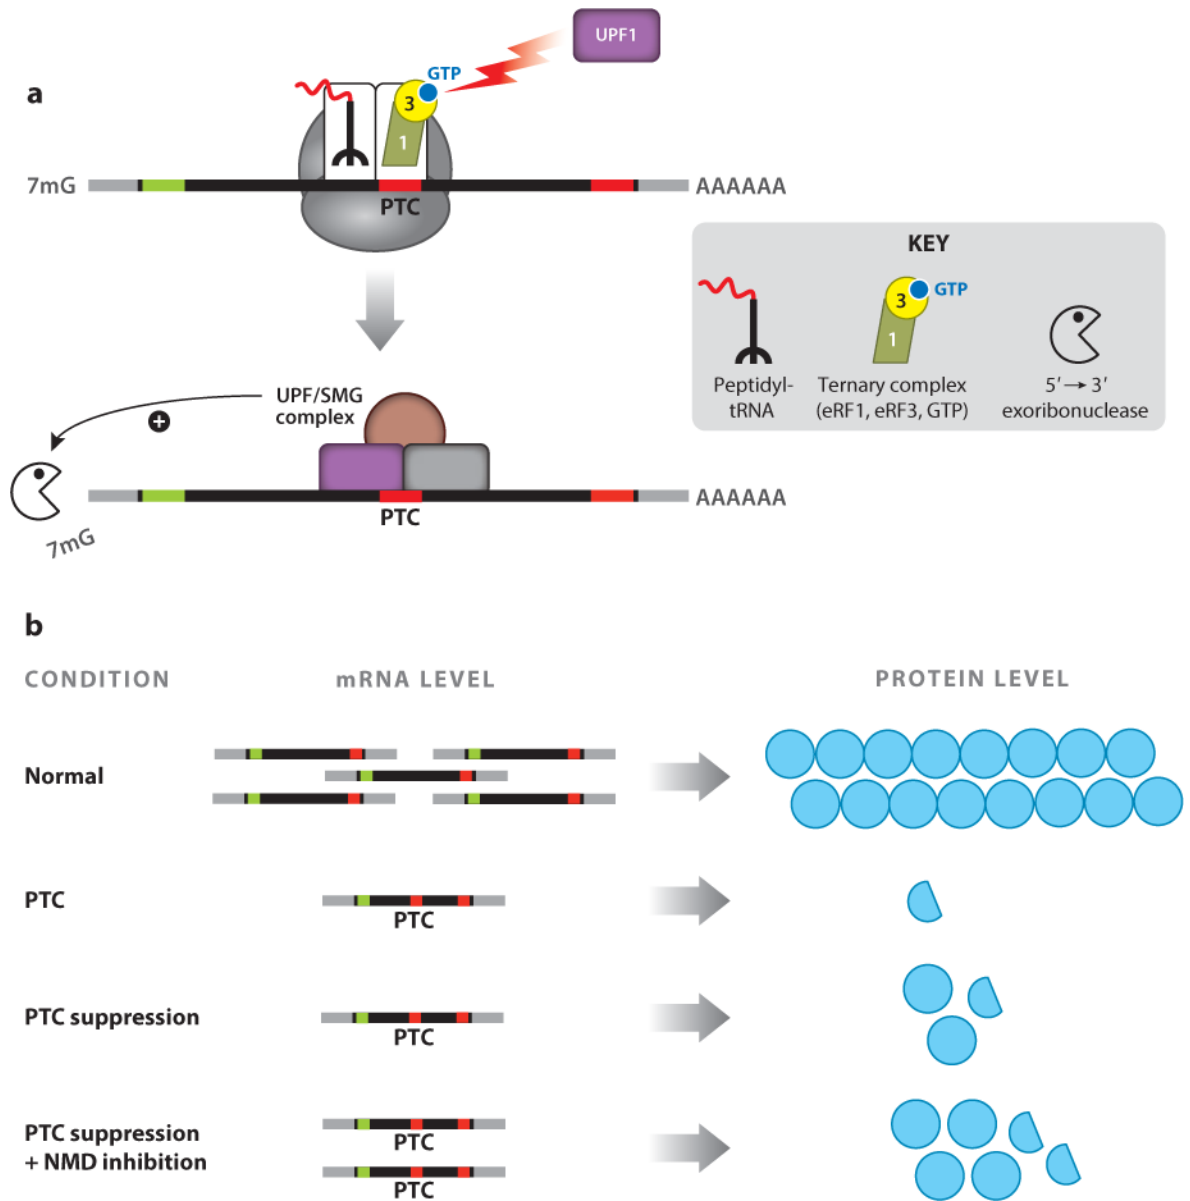 UPF1
GTP
a
3
1
7mG
PTC
AAAAAA
KEY
3
GTP
1
Peptidyl-
tRNA
Ternary complex
(eRF1, eRF3, GTP)
5′→ 3′
exoribonuclease
UPF/SMG
complex
+
7mG
PTC
AAAAAA
b
CONDITION
mRNA LEVEL
PROTEIN LEVEL
Normal
PTC
PTC
PTC suppression
PTC
PTC suppression
+ NMD inhibition
PTC
PTC